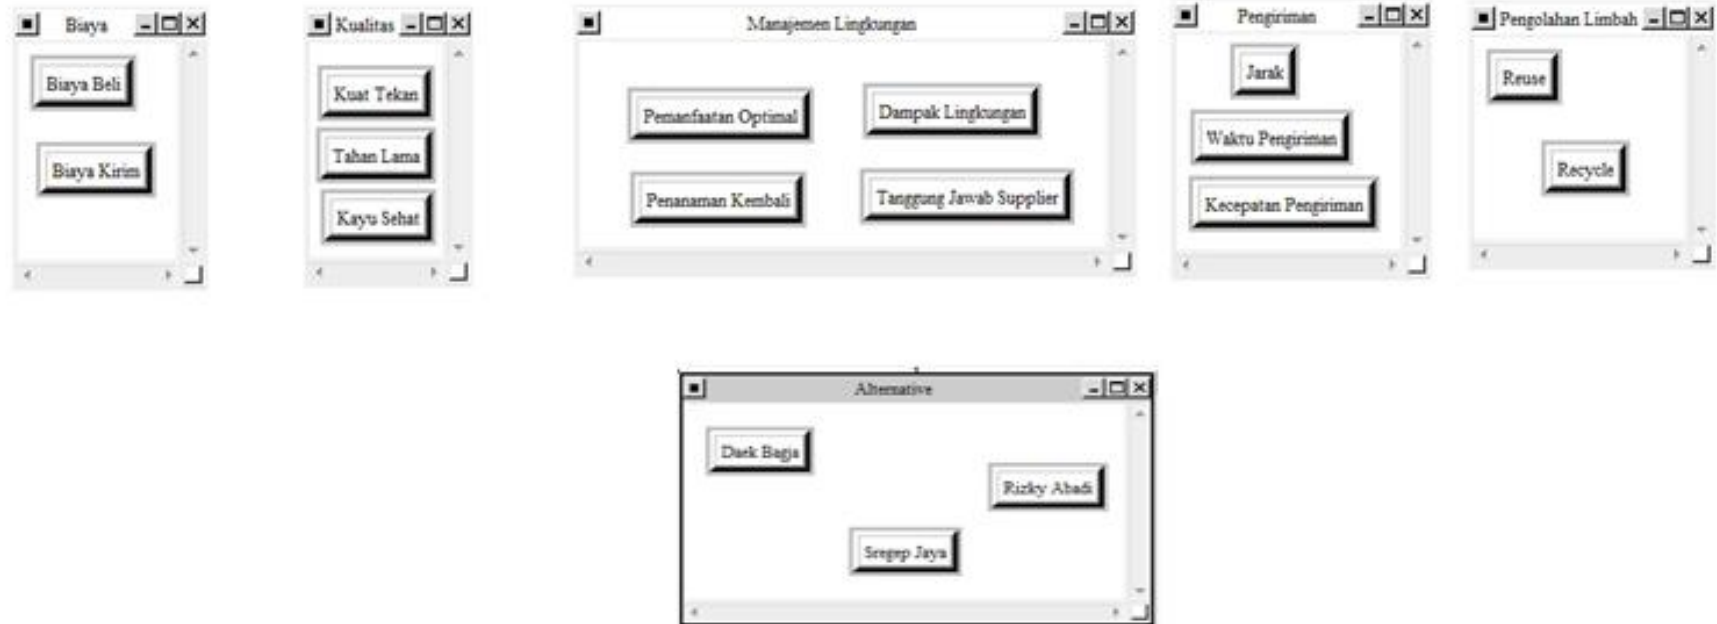 Biaya
Biaya Beli
Biaya Kirim
Kualitas
Kuat Tekan
Tahan Lama
Kayu Sehat
Manajemen Lingkungan
Pemanfaatan Optimal
Dampak Lingkungan
Penanaman Kembali
Tanggung Jawab Supplier
Pengiriman
Jarak
Waktu Pengiriman
Kecepatan Pengiriman
Pengolahan Limbah
Reuse
Recycle
Alternative
Daek Bagja
Rizky Abadi
Sregep Jaya